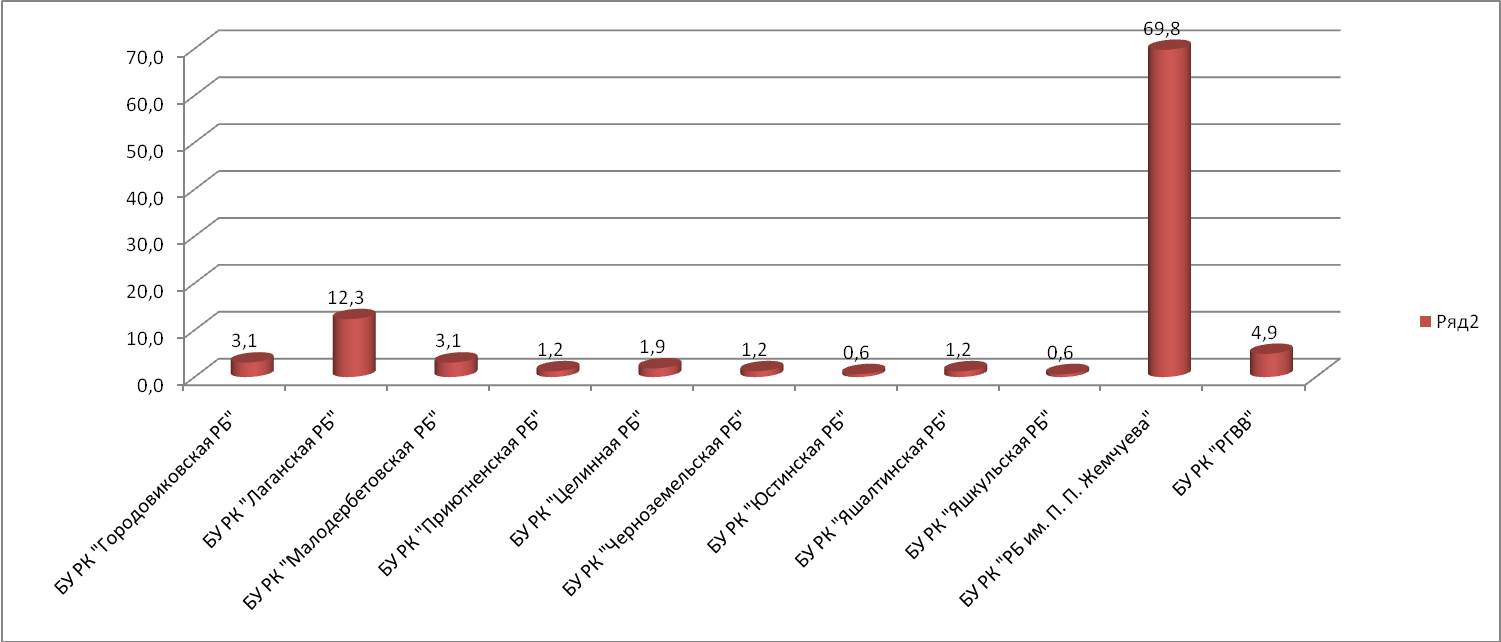 69,8
70,0
60,0
50,0
40,0
30,0
20,0
10,0
0,0
3,1
12,3
3,1
1,2
1,9
1,2
0,6
1,2
0,6
4,9
Ряд2
БУ РК "Городовиковская РБ"
БУ РК "Лаганская РБ"
БУ РК "Малодербетовская  РБ"
БУ РК "Приютненская РБ"
БУ РК "Целинная РБ"
БУ РК "Черноземельская РБ"
БУ РК "Юстинская РБ"
БУ РК "Яшалтинская РБ"
БУ РК "Яшкульская РБ"
БУ РК "РБ им. П. П. Жемчуева"
БУ РК "РГВВ"